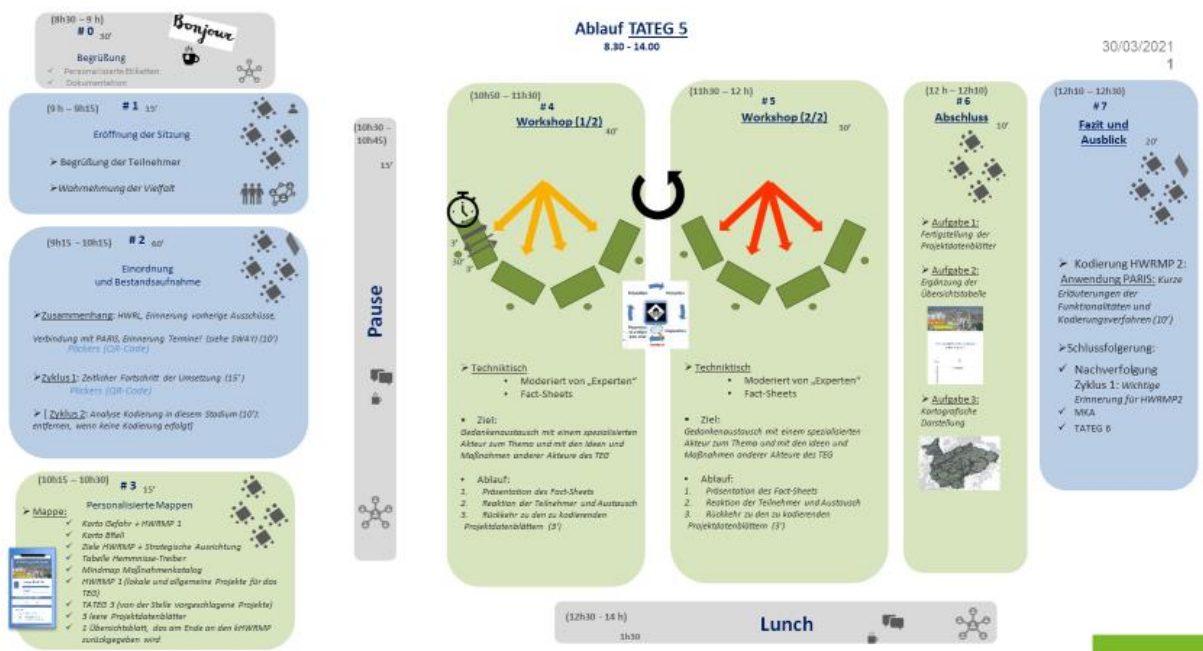 Ablauf TATEG 5
8.30 - 14.00
30/03/2021
1
(8h30 – 9 h)
# 0 30'
Bonjour
Begrüßung
✓ Personalisierte Etiketten
✓ Dokumentation
(9 h – 9h15) # 1 15'
Eröffnung der Sitzung
➢ Begrüßung der Teilnehmer
➢ Wahrnehmung der Vielfalt
(9h15 – 10h15) # 2 60'
Einordnung
und Bestandsaufnahme
➢ Zusammenhang: HWRL, Erinnerung vorherige Ausschüsse,
Verbindung mit PARIS, Erinnerung Termine! (siehe SWAY) (10')
Plickers (QR-Code)
➢ Zyklus 1: Zeitlicher Fortschritt der Umsetzung (15')
Plickers (QR-Code)
➢ [ Zyklus 2: Analyse Kodierung in diesem Stadium (10'):
entfernen, wenn keine Kodierung erfolgt]
(10h15 – 10h30) # 3 15'
Personalisierte Mappen
➢ Mappe:
✓ Karte Gefahr + HWRMP 1
✓ Karte Bfleiß
✓ Ziele HWRMP + Strategische Ausrichtung
✓ Tabelle Hemmnisse-Treiber
✓ Mindmap Maßnahmenkatalog
✓ HWRMP 1 (lokale und allgemeine Projekte für das
TEG)
✓ TATEG 3 (von der Stelle vorgeschlagene Projekte)
✓ 3 leere Projektdatenblätter
✓ 1 Übersichtsblatt, das am Ende an den kHWRMP
zurückgegeben wird
(10h30 –
10h45)
15'
Pause
(10h50 – 11h30)
# 4
Workshop (1/2)
40'
3'
30'
3'
➢ Techniktisch
▪ Moderiert von „Experten"
▪ Fact-Sheets
▪ Ziel:
Gedankenaustausch mit einem spezialisierten
Akteur zum Thema und mit den Ideen und
Maßnahmen anderer Akteure des TEG
▪ Ablauf:
1. Präsentation des Fact-Sheets
2. Reaktion der Teilnehmer und Austausch
3. Rückkehr zu den zu kodierenden
Projektdatenblättern (3')
(11h30 – 12 h)
# 5
Workshop (2/2)
30'
➢ Techniktisch
▪ Moderiert von „Experten"
▪ Fact-Sheets
▪ Ziel:
Gedankenaustausch mit einem spezialisierten
Akteur zum Thema und mit den Ideen und
Maßnahmen anderer Akteure des TEG
▪ Ablauf:
1. Präsentation des Fact-Sheets
2. Reaktion der Teilnehmer und Austausch
3. Rückkehr zu den zu kodierenden
Projektdatenblättern (3')
(12 h – 12h10)
# 6
Abschluss
10'
➢ Aufgabe 1:
Fertigstellung der
Projektdatenblätter
➢ Aufgabe 2:
Ergänzung der
Übersichtstabelle
➢ Aufgabe 3:
Kartografische
Darstellung
(12h10 – 12h30)
# 7
Fazit und
Ausblick
20'
➢ Kodierung HWRMP 2:
Anwendung PARIS: Kurze
Erläuterungen der
Funktionalitäten und
Kodierungsverfahren (10')
➢ Schlussfolgerung:
✓ Nachverfolgung
Zyklus 1: Wichtige
Erinnerung für HWRMP2
✓ MKA
✓ TATEG 6
(12h30 - 14 h)
1h30
Lunch